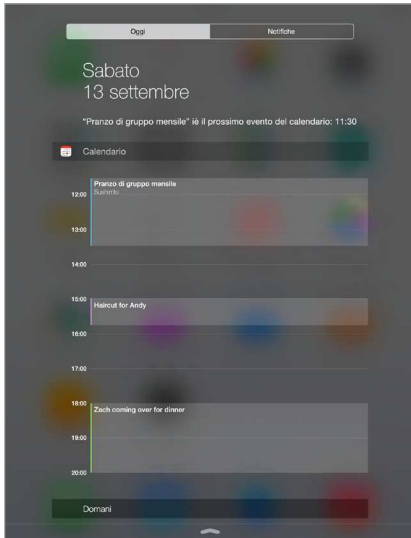 Oggi
Notifiche
Sabato
13 settembre
"Pranzo di gruppo mensile" iè il prossimo evento del calendario: 11:30
Calendario
Pranzo di gruppo mensile
Sushirrito
12:00
13:00
14:00
15:00
Haircut for Andy
16:00
17:00
18:00
Zach coming over for dinner
19:00
20:00
Domani